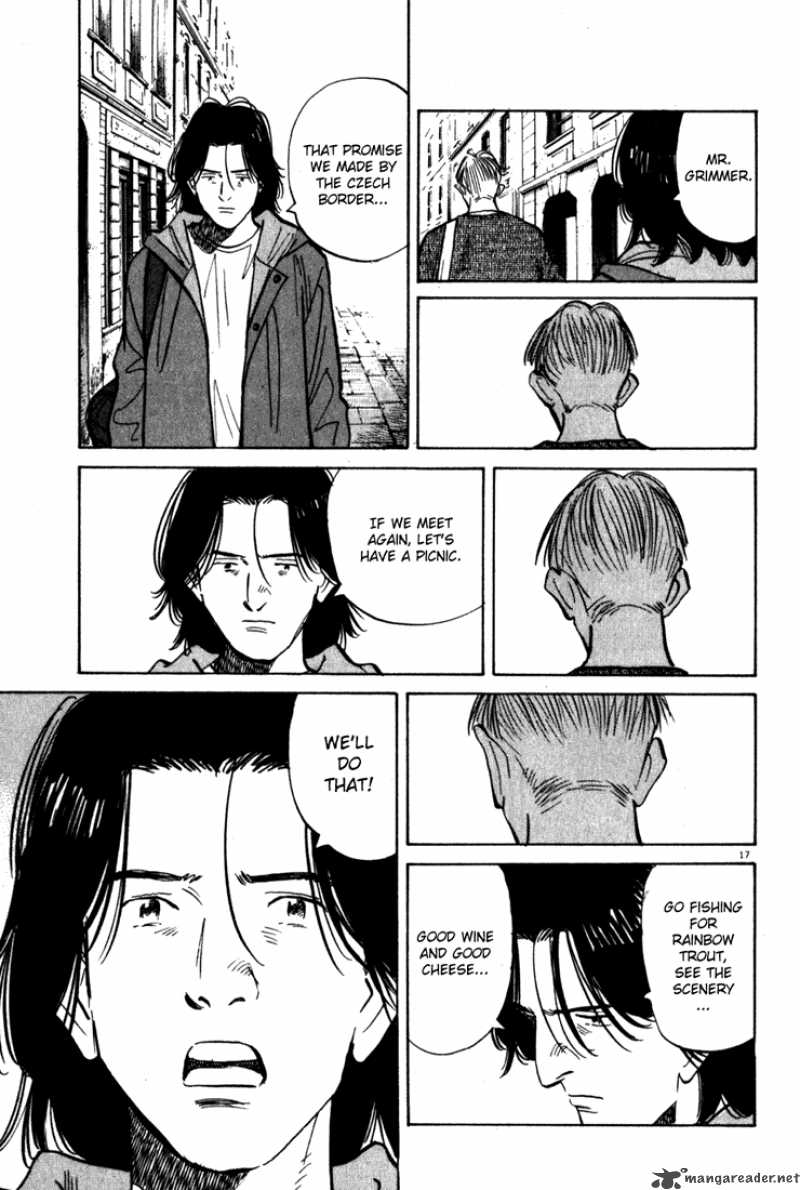 MR.
GRIMMER.
THAT PROMISE
WE MADE BY
THE CZECH
BORDER...
IF WE MEET
AGAIN, LET'S
HAVE A PICNIC.
GO FISHING
FOR
RAINBOW
TROUT,
SEE THE
SCENERY
...
GOOD WINE
AND GOOD
CHEESE...
WE'LL
DO
THAT!
17
mangareader.net